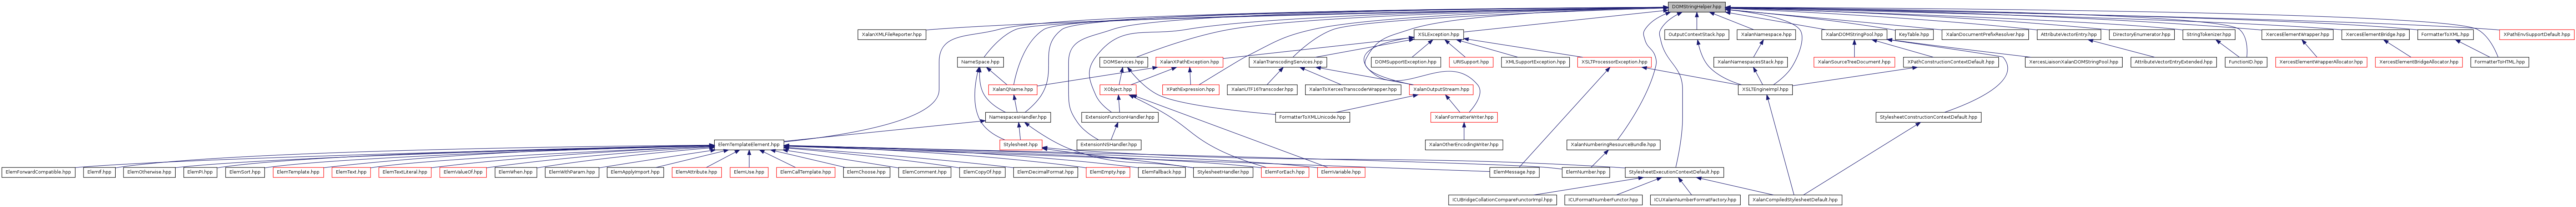 DOMStringHelper.hpp
XalanXMLFileReporter.hpp
XSLException.hpp
OutputContextStack.hpp
XalanNamespace.hpp
XalanDOMStringPool.hpp
KeyTable.hpp
XalanDocumentPrefixResolver.hpp
AttributeVectorEntry.hpp
DirectoryEnumerator.hpp
StringTokenizer.hpp
XercesElementWrapper.hpp
XercesElementBridge.hpp
FormatterToXML.hpp
XPathEnvSupportDefault.hpp
NameSpace.hpp
DOMServices.hpp
XalanXPathException.hpp
XalanTranscodingServices.hpp
DOMSupportException.hpp
URISupport.hpp
XMLSupportException.hpp
XSLTProcessorException.hpp
XalanNamespacesStack.hpp
XalanSourceTreeDocument.hpp
XPathConstructionContextDefault.hpp
XercesLiaisonXalanDOMStringPool.hpp
AttributeVectorEntryExtended.hpp
FunctionID.hpp
XercesElementWrapperAllocator.hpp
XercesElementBridgeAllocator.hpp
FormatterToHTML.hpp
XalanQName.hpp
XObject.hpp
XPathExpression.hpp
XalanUTF16Transcoder.hpp
XalanToXercesTranscoderWrapper.hpp
XalanOutputStream.hpp
XSLTEngineImpl.hpp
NamespacesHandler.hpp
ExtensionFunctionHandler.hpp
FormatterToXMLUnicode.hpp
XalanFormatterWriter.hpp
StylesheetConstructionContextDefault.hpp
ElemTemplateElement.hpp
Stylesheet.hpp
ExtensionNSHandler.hpp
XalanOtherEncodingWriter.hpp
XalanNumberingResourceBundle.hpp
ElemForwardCompatible.hpp
ElemIf.hpp
ElemOtherwise.hpp
ElemPI.hpp
ElemSort.hpp
ElemTemplate.hpp
ElemText.hpp
ElemTextLiteral.hpp
ElemValueOf.hpp
ElemWhen.hpp
ElemWithParam.hpp
ElemApplyImport.hpp
ElemAttribute.hpp
ElemUse.hpp
ElemCallTemplate.hpp
ElemChoose.hpp
ElemComment.hpp
ElemCopyOf.hpp
ElemDecimalFormat.hpp
ElemEmpty.hpp
ElemFallback.hpp
StylesheetHandler.hpp
ElemForEach.hpp
ElemVariable.hpp
ElemMessage.hpp
ElemNumber.hpp
StylesheetExecutionContextDefault.hpp
ICUBridgeCollationCompareFunctorImpl.hpp
ICUFormatNumberFunctor.hpp
ICUXalanNumberFormatFactory.hpp
XalanCompiledStylesheetDefault.hpp